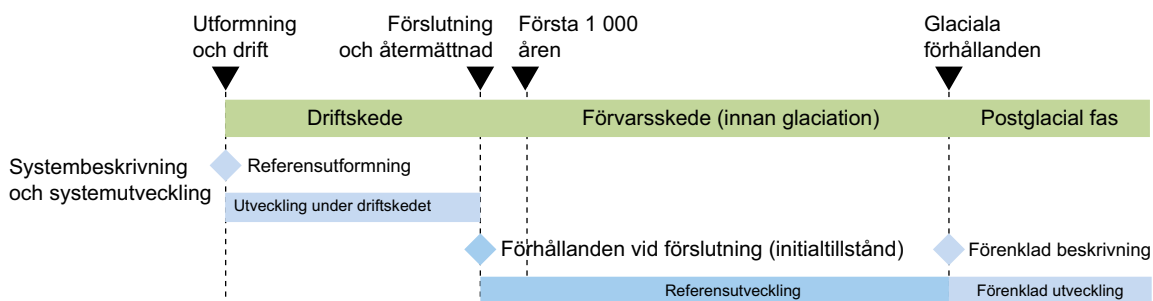 Utformning
och drift
Förslutning
och återmättnad
Första 1 000
åren
Glaciala
förhållanden
Driftskede
Förvarsskede (innan glaciation)
Postglacial fas
Systembeskrivning
och systemutveckling
Referensutformning
Utveckling under driftskedet
Förhållanden vid förslutning (initialtillstånd)
Förenklad beskrivning
Referensutveckling
Förenklad utveckling